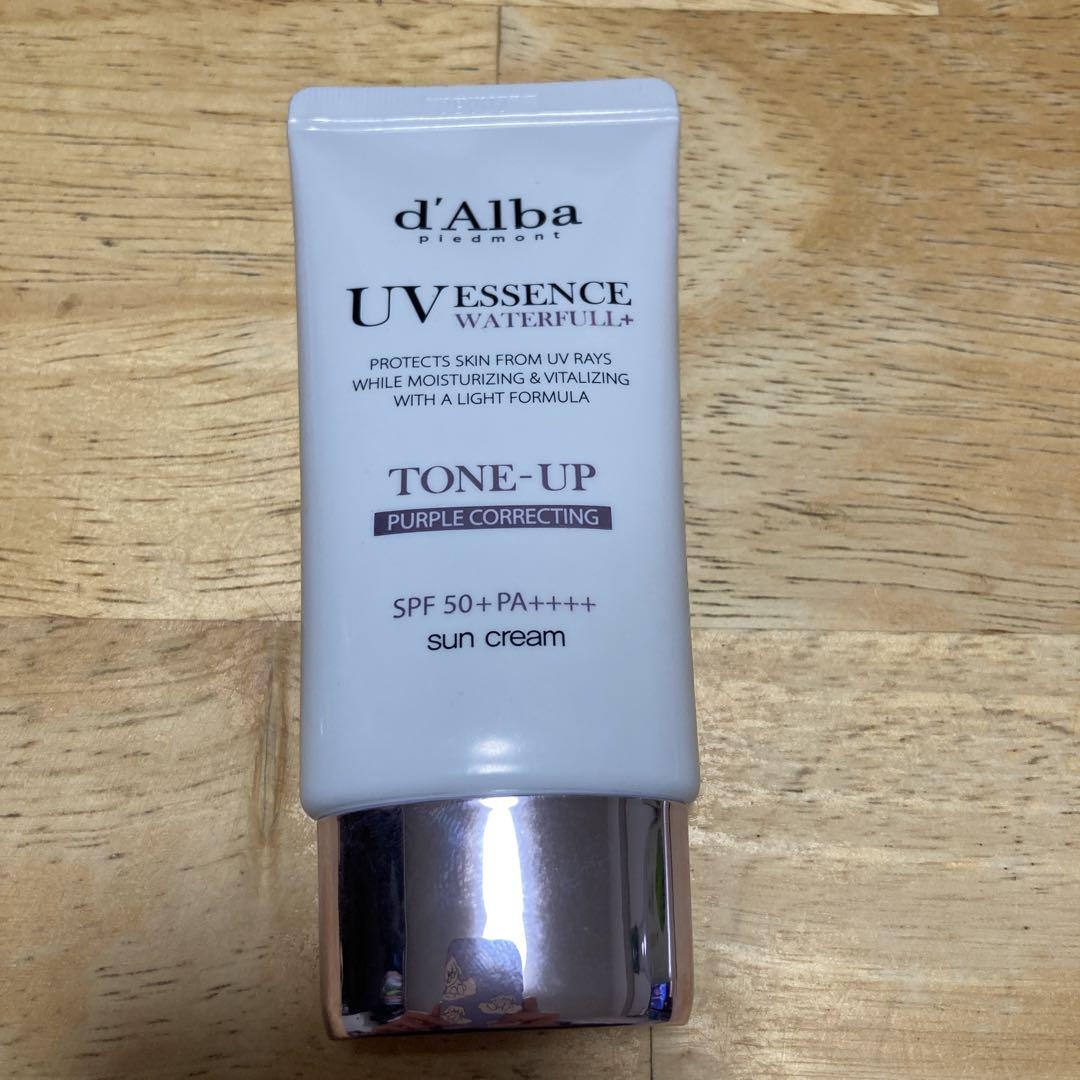 d'Alba
piedmont
UV ESSENCE
WATERFULL+
PROTECTS SKIN FROM UV RAYS
WHILE MOISTURIZING & VITALIZING
WITH A LIGHT FORMULA
TONE-UP
PURPLE CORRECTING
SPF 50+ PA++++
sun cream